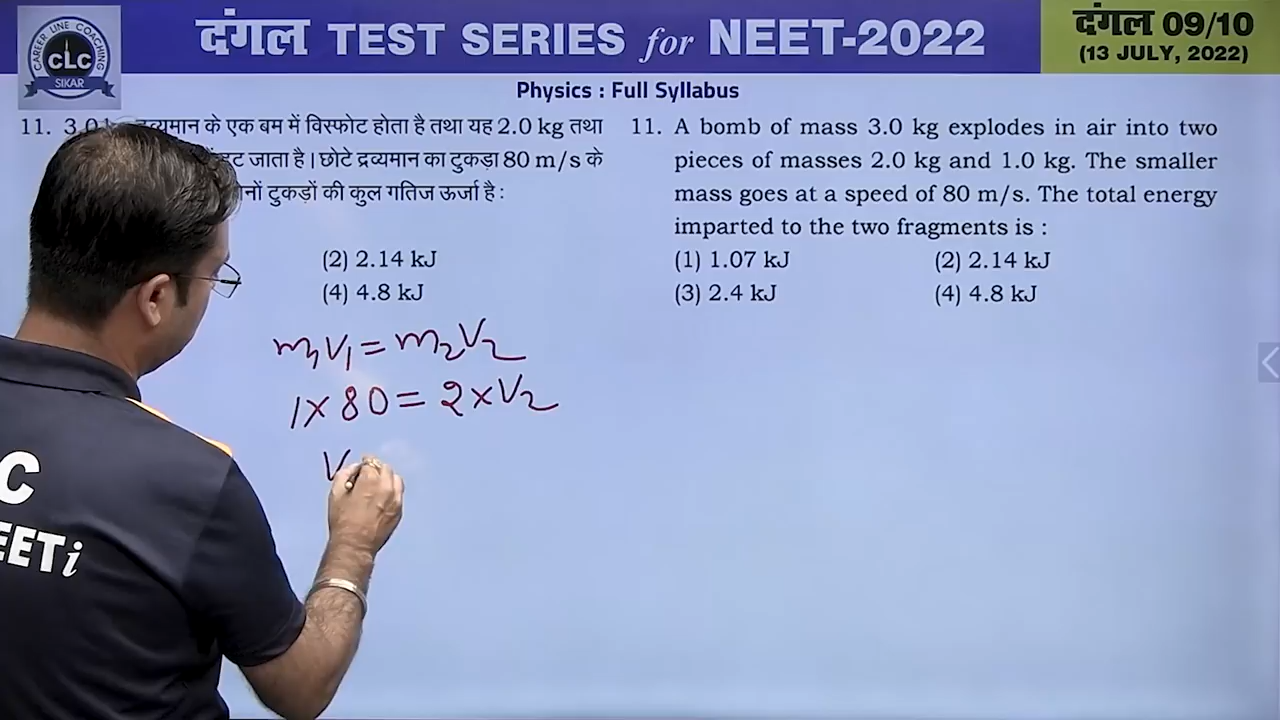 CAREER LINE COACHING
CLC
SIKAR
दंगल TEST SERIES for NEET-2022
दंगल 09/10
(13 JULY, 2022)
Physics : Full Syllabus
11. 3.0 द्रव्यमान के एक बम में विस्फोट होता है तथा यह 2.0 kg तथा
जाता है। छोटे द्रव्यमान का टुकड़ा 80 m/s के
टुकड़ों की कुल गतिज ऊर्जा है :
(2) 2.14 kJ
(4) 4.8 kJ
11. A bomb of mass 3.0 kg explodes in air into two
pieces of masses 2.0 kg and 1.0 kg. The smaller
mass goes at a speed of 80 m/s. The total energy
imparted to the two fragments is :
(1) 1.07 kJ (2) 2.14 kJ
(3) 2.4 kJ (4) 4.8 kJ
m₁V₁ = m₂V₂
1 × 80 = 2 × V₂
V
C
EETi